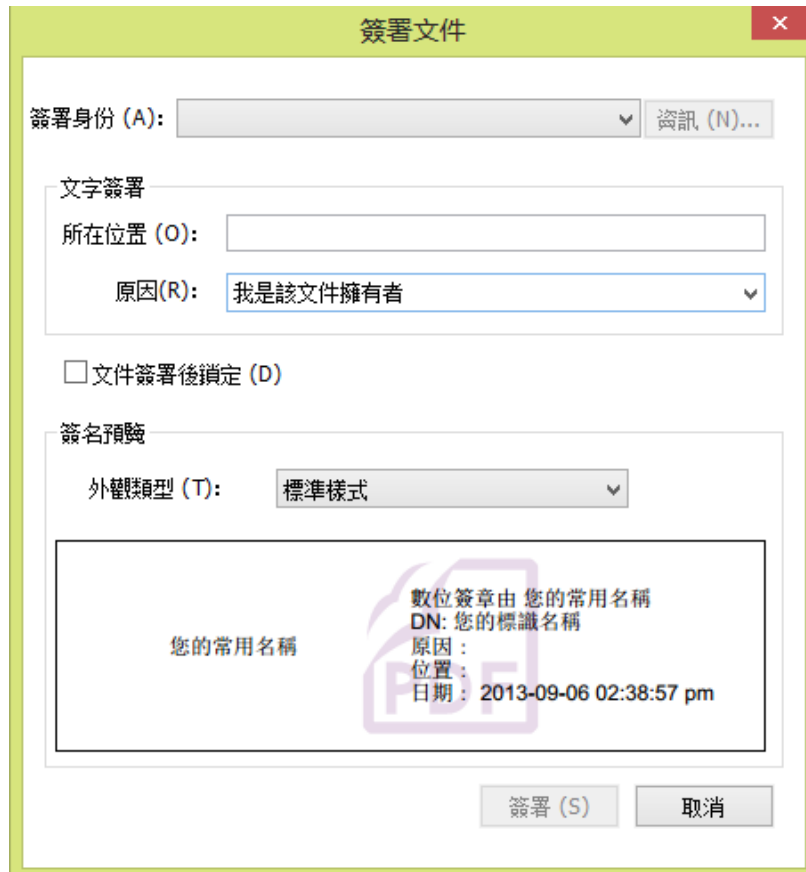 簽署文件
簽署身份 (A):
資訊 (N)...
文字簽署
所在位置 (O):
原因(R): 我是該文件擁有者
文件簽署後鎖定 (D)
簽名預覽
外觀類型 (T): 標準樣式
您的常用名稱
數位簽章由 您的常用名稱
DN: 您的標識名稱
原因：
位置：
日期： 2013-09-06 02:38:57 pm
PDF
簽署 (S)
取消